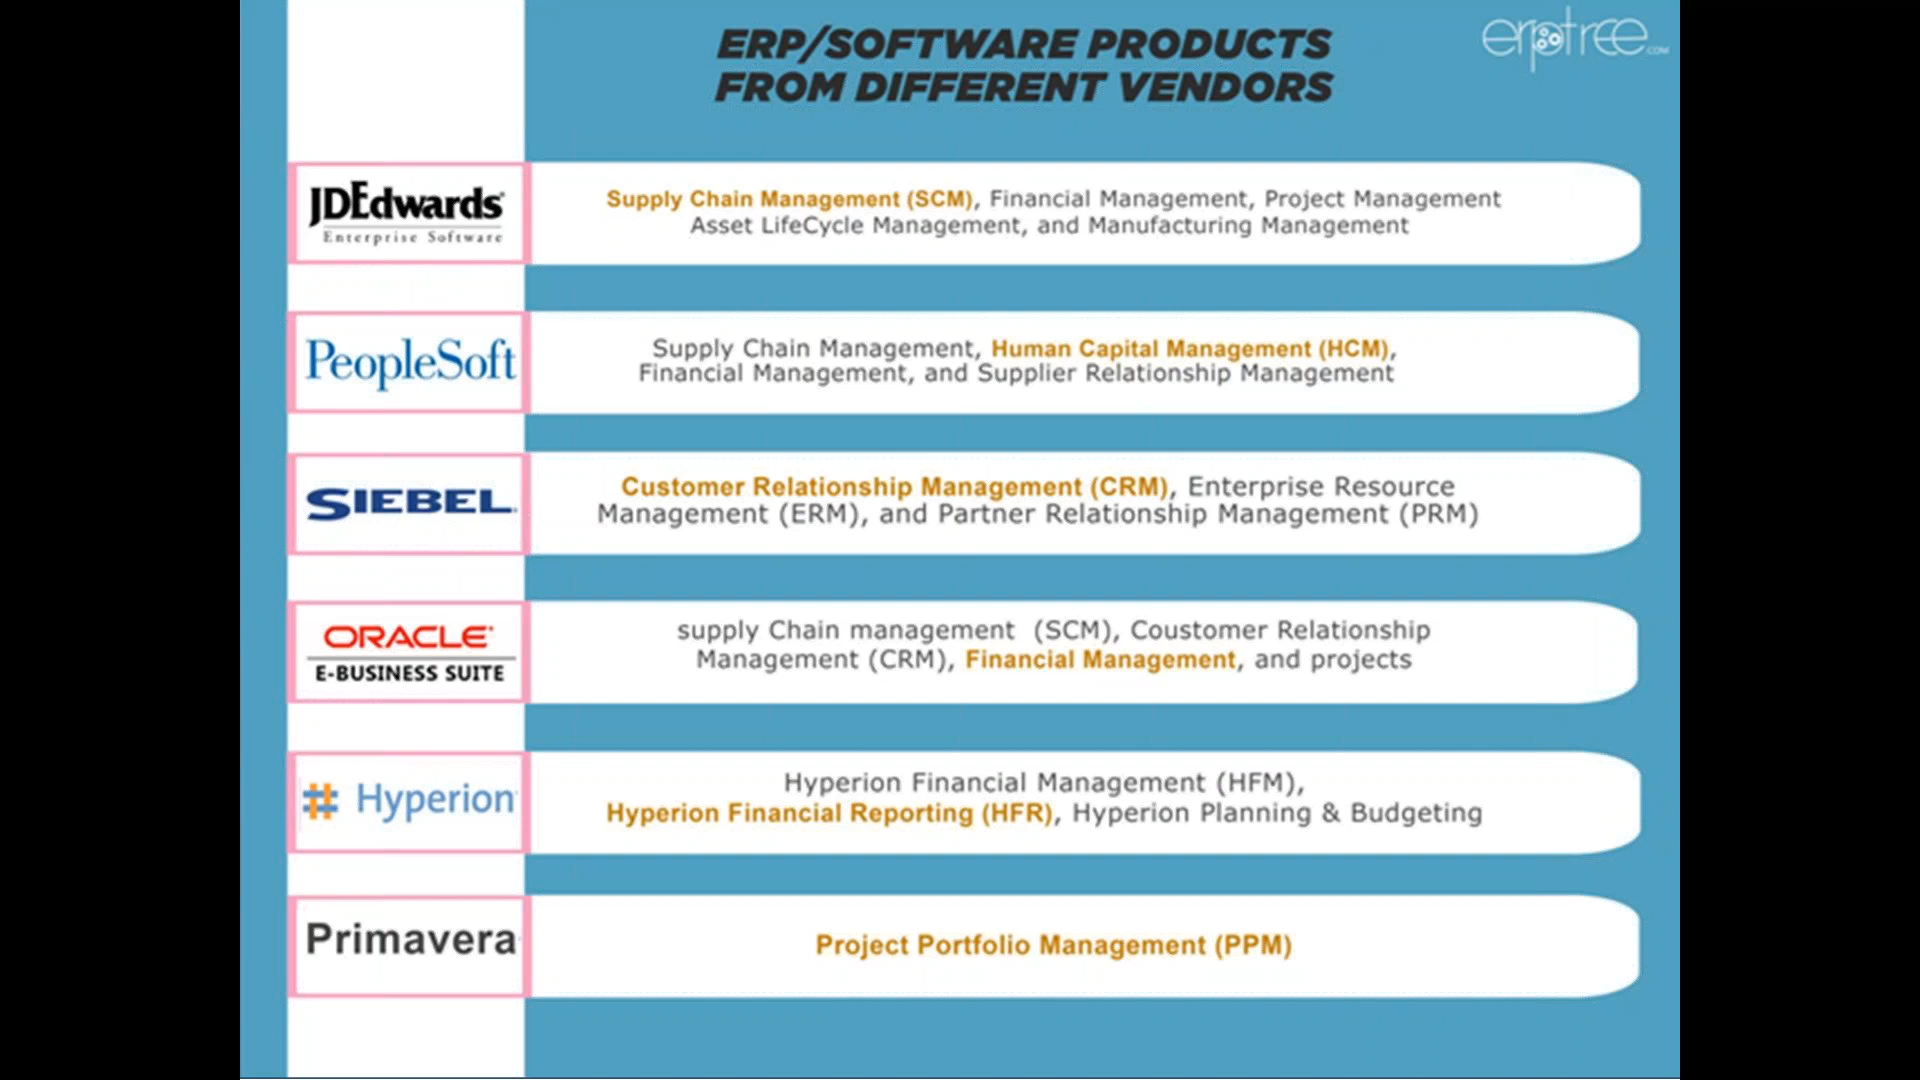 ERP/SOFTWARE PRODUCTS
FROM DIFFERENT VENDORS
erptree.com
JDEdwards
Enterprise Software
Supply Chain Management (SCM), Financial Management, Project Management
Asset LifeCycle Management, and Manufacturing Management
PeopleSoft
Supply Chain Management, Human Capital Management (HCM),
Financial Management, and Supplier Relationship Management
SIEBEL
Customer Relationship Management (CRM), Enterprise Resource
Management (ERM), and Partner Relationship Management (PRM)
ORACLE
E-BUSINESS SUITE
supply Chain management (SCM), Coustomer Relationship
Management (CRM), Financial Management, and projects
Hyperion
Hyperion Financial Management (HFM),
Hyperion Financial Reporting (HFR), Hyperion Planning & Budgeting
Primavera
Project Portfolio Management (PPM)